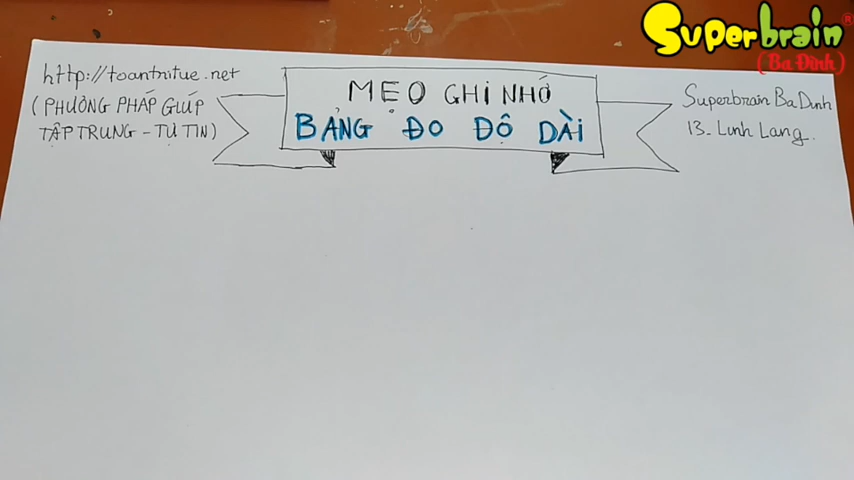 Superbrain®
(Ba Đình)
http://toantritue.net
(PHƯƠNG PHÁP GIÚP
TẬP TRUNG - TỰ TIN)
MẸO GHI NHỚ
BẢNG ĐO ĐỘ DÀI
Superbrain Ba Dinh
13- Linh Lang.